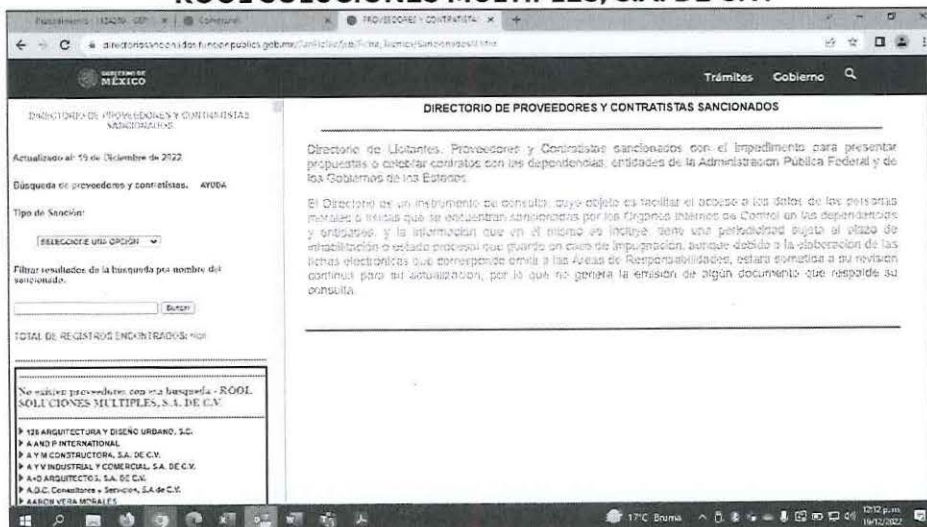 ROOL SOLUCIONES MULTIPLES, S.A. DE C.V.
PROVEEDORES Y CONTRATISTA
GOBIERNO DE
MÉXICO
Trámites Gobierno
DIRECTORIO DE PROVEEDORES Y CONTRATISTAS
SANCIONADOS
Actualizado al: 19 de Diciembre de 2022
Búsqueda de proveedores y contratistas. AYUDA
Tipo de Sanción:
SELECCIONE UNA OPCIÓN
Filtrar resultados de la busqueda por nombre del
sancionado:
Buscar
TOTAL DE REGISTROS ENCONTRADOS:
No existen proveedores con esa busqueda - ROOL
SOLUCIONES MULTIPLES, S.A. DE C.V.
128 ARQUITECTURA Y DISEÑO URBANO, S.C.
A AND P INTERNATIONAL
A Y M CONSTRUCTORA, S.A. DE C.V.
A Y V INDUSTRIAL Y COMERCIAL, S.A. DE C.V.
A+D ARQUITECTOS, S.A. DE C.V.
A.D.C. Consultores y Servicios, S.A de C.V.
AARON VERA MORALES
DIRECTORIO DE PROVEEDORES Y CONTRATISTAS SANCIONADOS
Directorio de Licitantes, Proveedores y Contratistas sancionados con el impedimento para presentar
propuestas o celebrar contratos con las dependencias, entidades de la Administración Pública Federal y de
los Gobiernos de los Estados.
El Directorio es un instrumento de consulta, cuyo objeto es facilitar el acceso a los datos de las personas
morales o físicas que se encuentran sancionadas por los Órganos Internos de Control en las dependencias
y entidades, y la información que en el mismo se incluye, tiene una periodicidad sujeta al plazo de
inhabilitación o estado procesal que guarde en caso de impugnación, aunque debido a la elaboración de las
fichas electrónicas que corresponde emitir a las Áreas de Responsabilidades, estará sometida a su revisión
continua para su actualización, por lo que no genera la emisión de algún documento que respalde su
consulta.
17°C Bruma
12:12 p.m.
19/12/2022